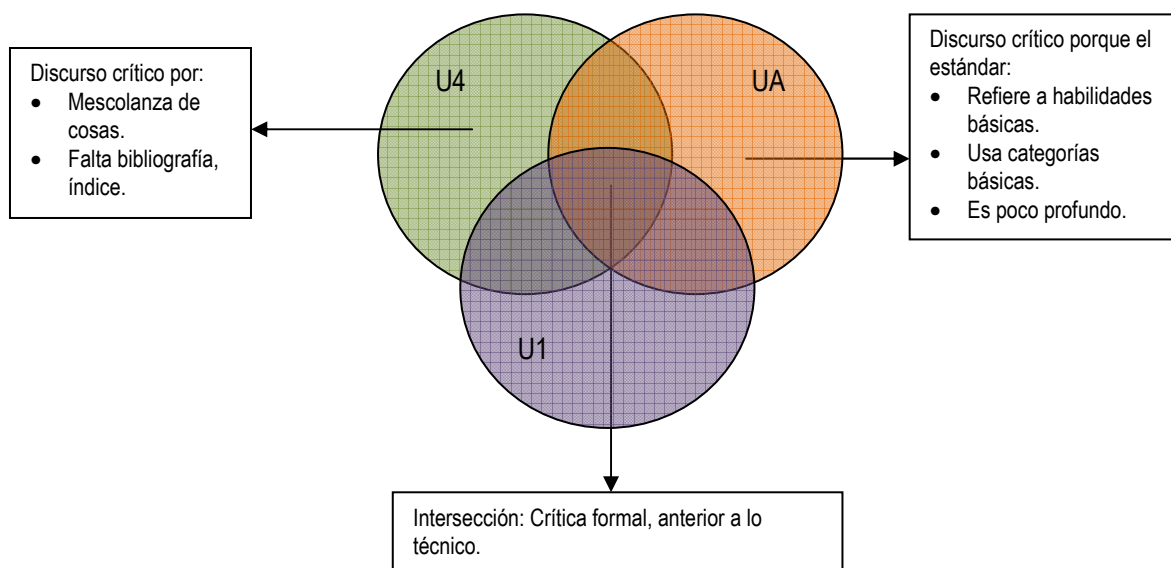 Discurso crítico por:
• Mescolanza de
cosas.
• Falta bibliografía,
índice.
U4
UA
U1
Discurso crítico porque el
estándar:
• Refiere a habilidades
básicas.
• Usa categorías
básicas.
• Es poco profundo.
Intersección: Crítica formal, anterior a lo
técnico.